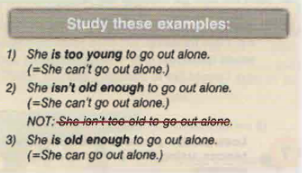 Study these examples:
1) She is too young to go out alone.
(=She can't go out alone.)
2) She isn't old enough to go out alone.
(=She can't go out alone.)
NOT: She isn't too old to go out alone.
3) She is old enough to go out alone.
(=She can go out alone.)